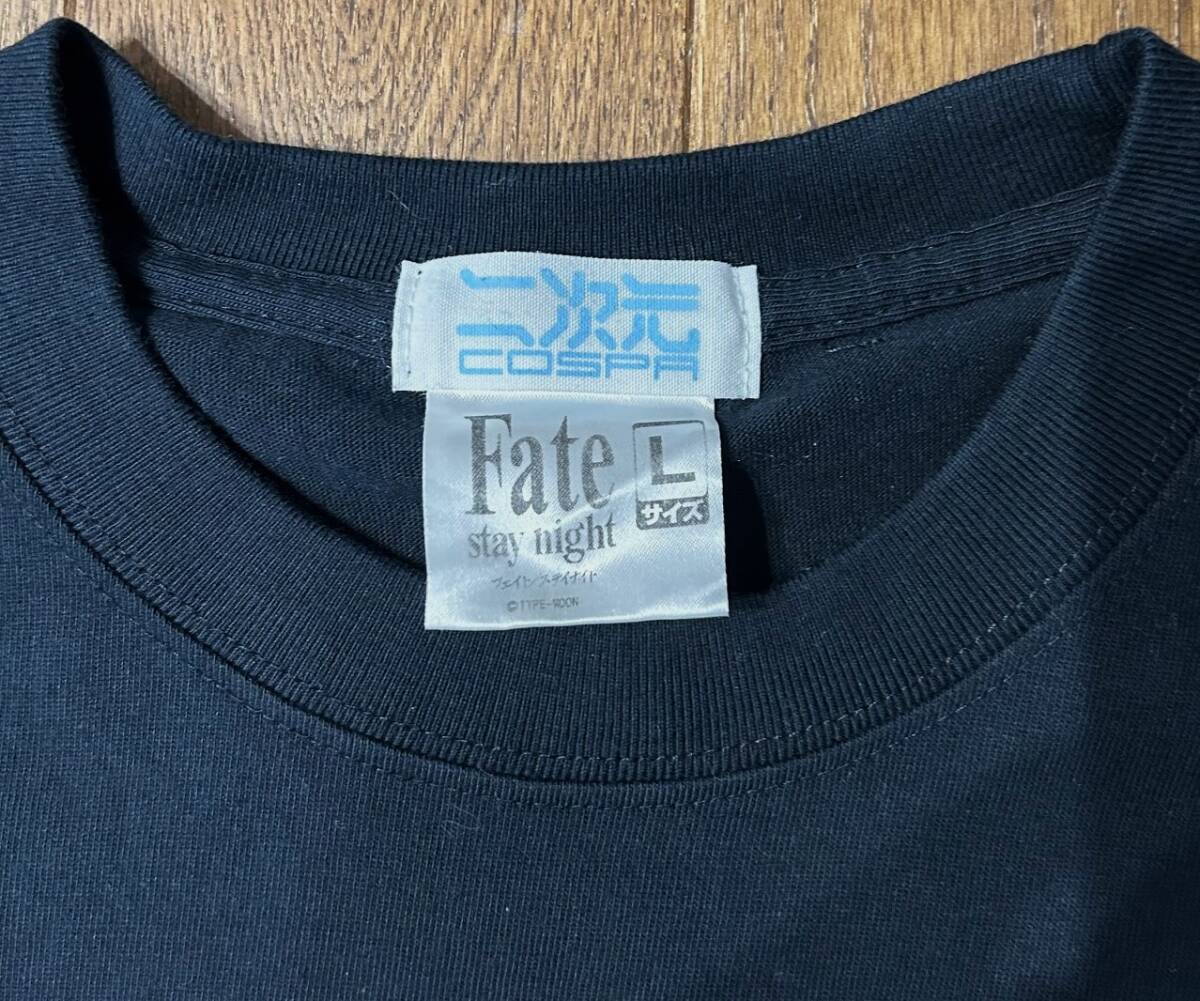 二次元
COSPA
Fate
stay night
フェイト/ステイナイト
©TYPE-MOON
L
サイズ